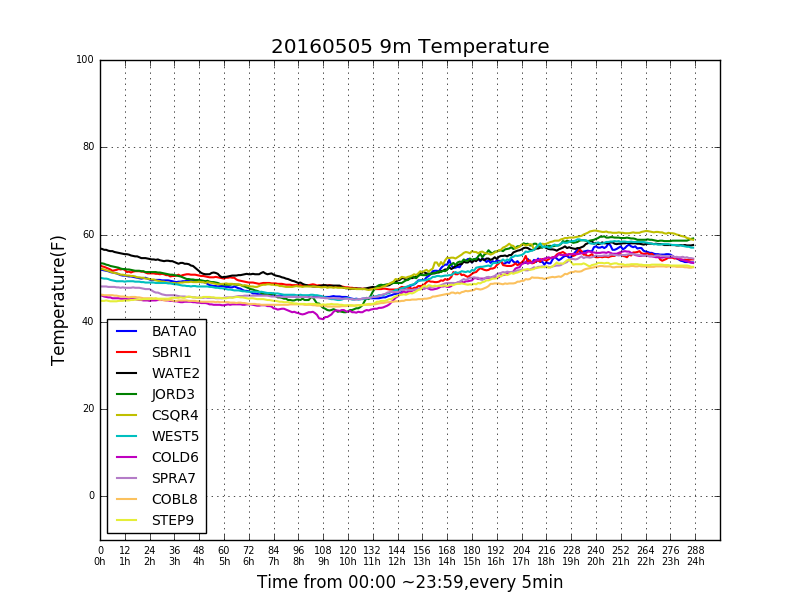 20160505 9m Temperature
100
80
60
40
20
0
Temperature(F)
BATA0
SBRI1
WATE2
JORD3
CSQR4
WEST5
COLD6
SPRA7
COBL8
STEP9
0 12 24 36 48 60 72 84 96 108 120 132 144 156 168 180 192 204 216 228 240 252 264 276 288
0h 1h 2h 3h 4h 5h 6h 7h 8h 9h 10h 11h 12h 13h 14h 15h 16h 17h 18h 19h 20h 21h 22h 23h 24h
Time from 00:00 ~23:59,every 5min